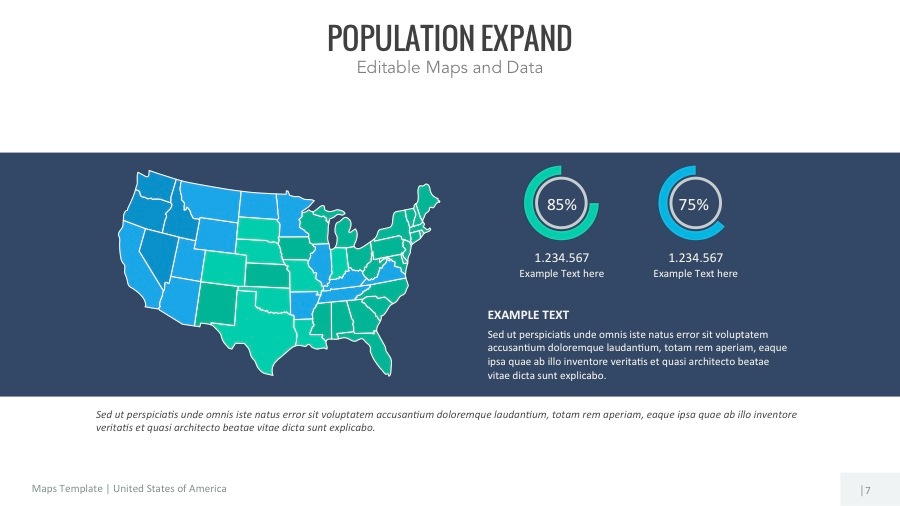 POPULATION EXPAND
Editable Maps and Data
85%
75%
1.234.567
1.234.567
Example Text here
Example Text here
EXAMPLE TEXT
Sed ut perspiciatis unde omnis iste natus error sit voluptatem
accusantium doloremque laudantium, totam rem aperiam, eaque
ipsa quae ab illo inventore veritatis et quasi architecto beatae
vitae dicta sunt explicabo.
Sed ut perspiciatis unde omnis iste natus error sit voluptatem accusantium doloremque laudantium, totam rem aperiam, eaque ipsa quae ab illo inventore
veritatis et quasi architecto beatae vitae dicta sunt explicabo.
Maps Template | United States of America
|7